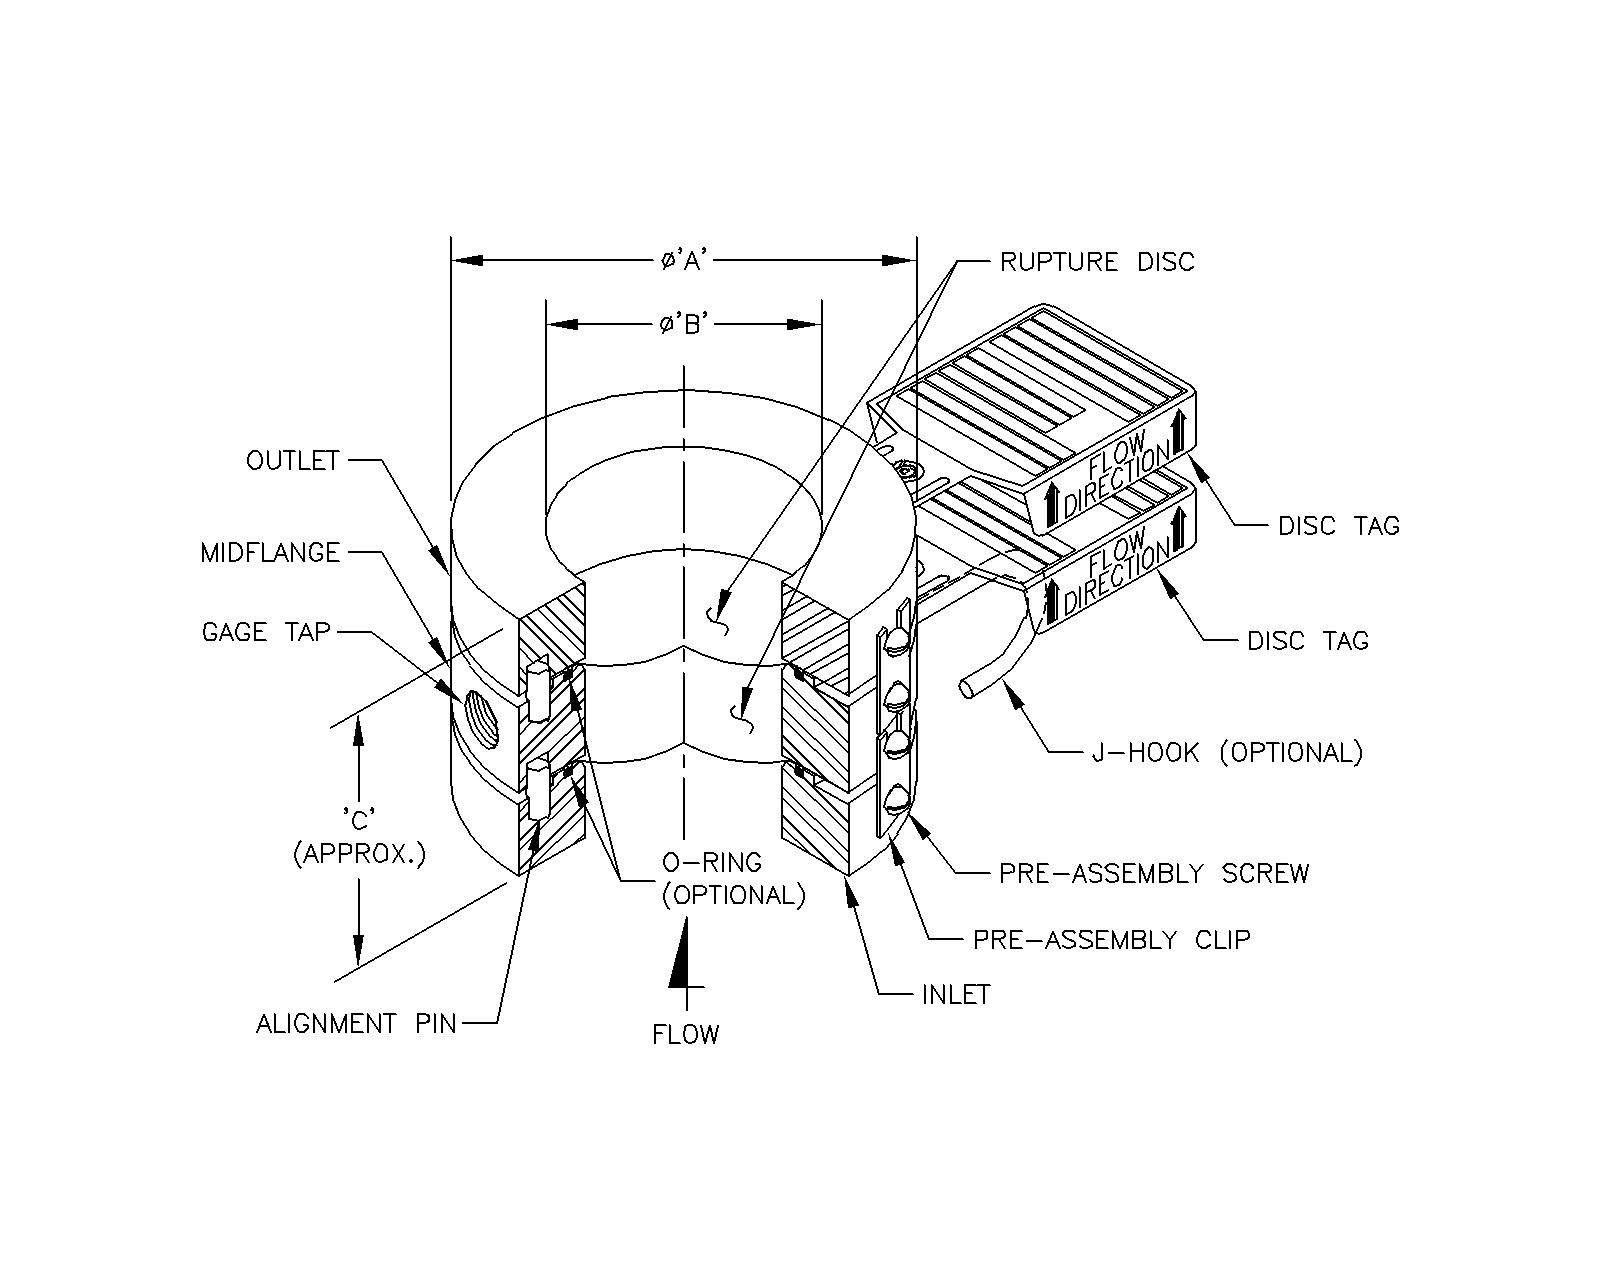 ø'A'
RUPTURE DISC
ø'B'
OUTLET
FLOW
DIRECTION
DISC TAG
MIDFLANGE
FLOW
DIRECTION
GAGE TAP
DISC TAG
J-HOOK (OPTIONAL)
'C'
(APPROX.)
O-RING
(OPTIONAL)
PRE-ASSEMBLY SCREW
PRE-ASSEMBLY CLIP
INLET
ALIGNMENT PIN
FLOW